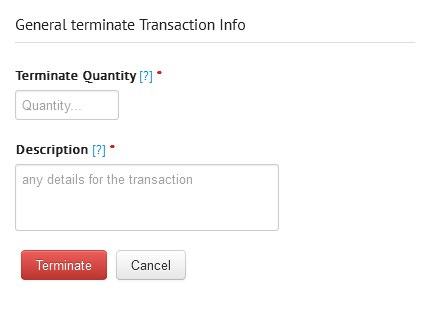 General terminate Transaction Info
Terminate Quantity [?] •
Quantity...
Description [?] •
any details for the transaction
Terminate Cancel